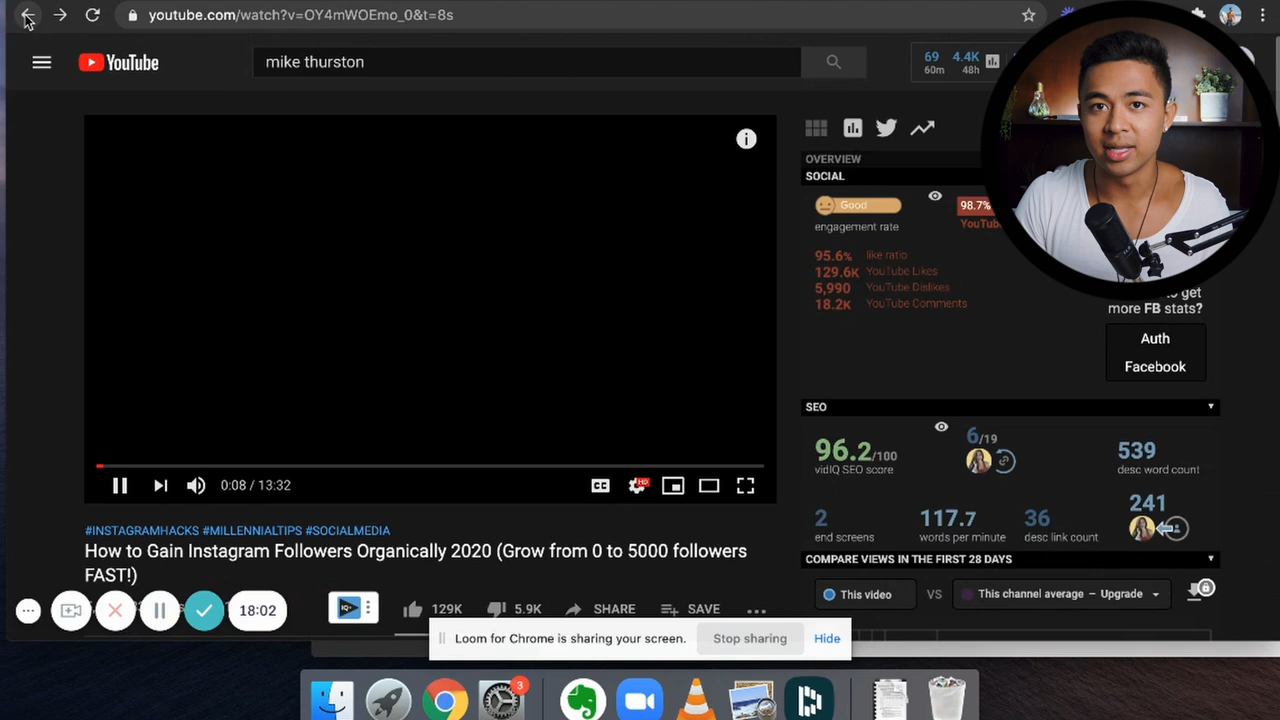 youtube.com/watch?v=OY4mWOEmo_0&t=8s
YouTube
mike thurston
69
60m
4.4K
48h
OVERVIEW
SOCIAL
Good
engagement rate
98.7%
95.6% like ratio
129.6K YouTube Likes
5,990 YouTube Dislikes
18.2K YouTube Comments
get
more FB stats?
Auth
Facebook
SEO
96.2/100
vidIQ SEO score
6/19
539
desc word count
2
end screens
117.7
words per minute
36
desc link count
241
COMPARE VIEWS IN THE FIRST 28 DAYS
This video
VS
This channel average – Upgrade
0:08 / 13:32
CC
HD
#INSTAGRAMHACKS #MILLENNIALTIPS #SOCIALMEDIA
How to Gain Instagram Followers Organically 2020 (Grow from 0 to 5000 followers
FAST!)
18:02
IQ
129K
5.9K
SHARE
SAVE
Loom for Chrome is sharing your screen.
Stop sharing
Hide
3